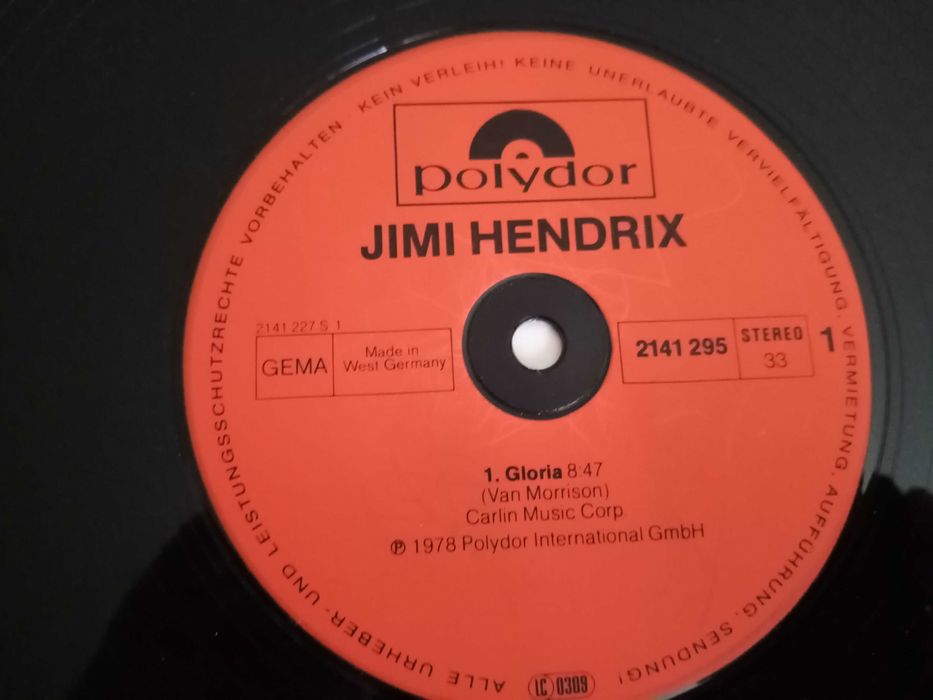 ALLE URHEBER- UND LEISTUNGSSCHUTZRECHTE VORBEHALTEN · KEIN VERLEIH! KEINE UNERLAUBTE VERVIELFÄLTIGUNG, VERMIETUNG, AUFFÜHRUNG, SENDUNG!
polydor
JIMI HENDRIX
2141 227 S 1
GEMA
Made in
West Germany
2141 295
STEREO
33
1
1. Gloria 8:47
(Van Morrison)
Carlin Music Corp
℗ 1978 Polydor International GmbH
LC 0309